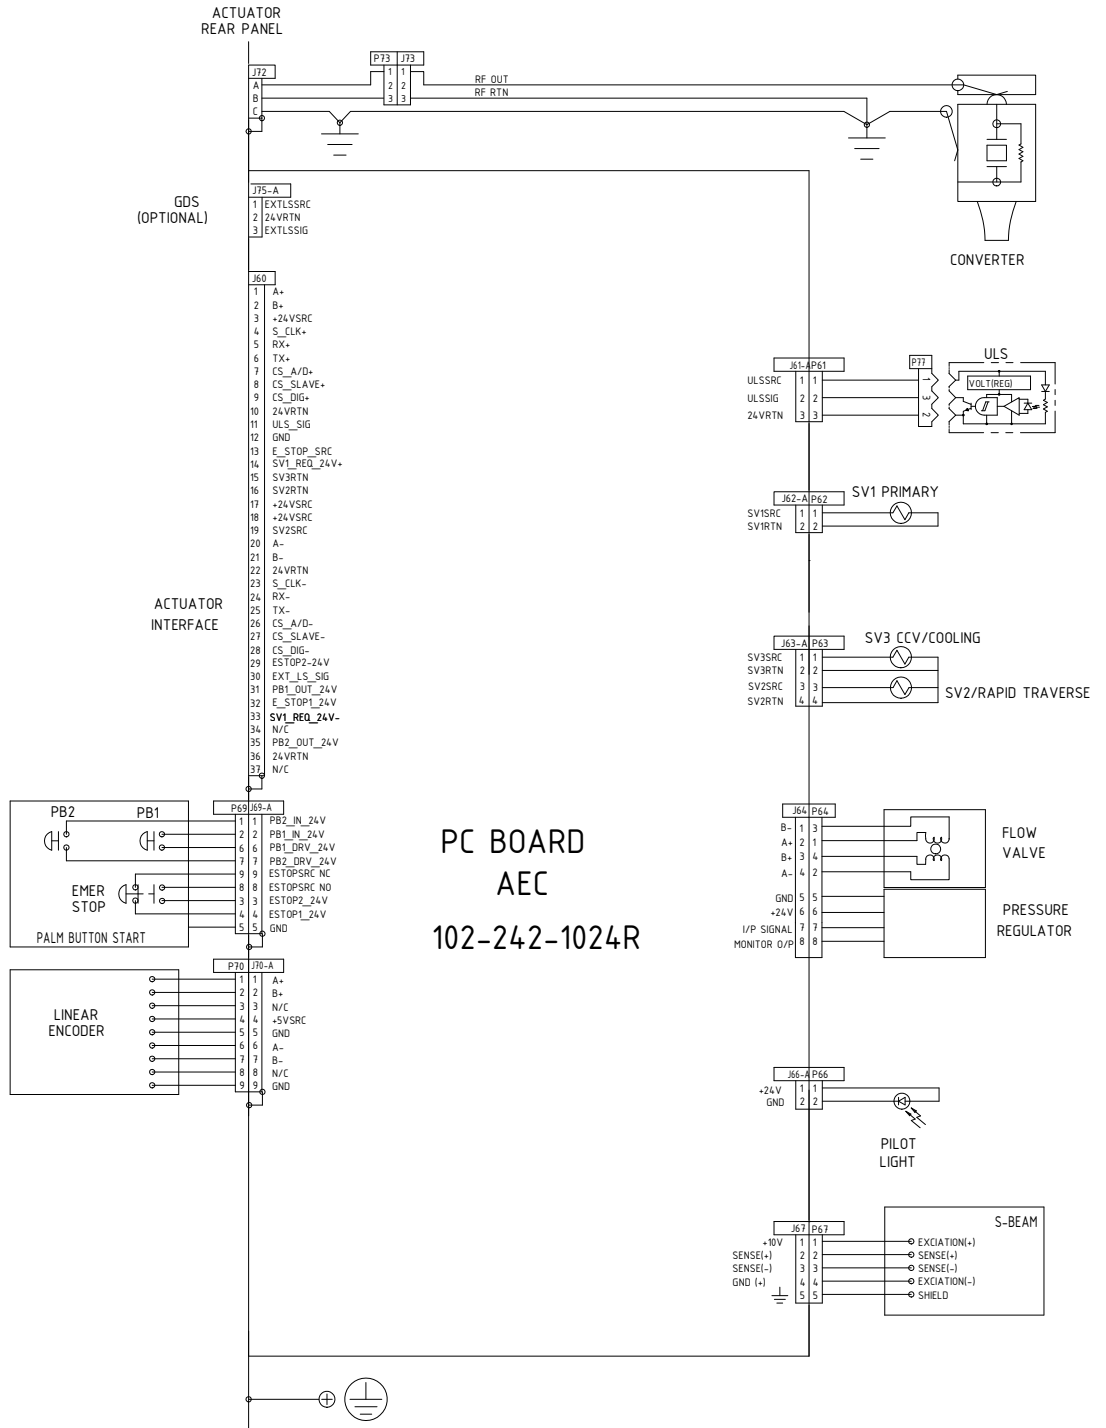 ACTUATOR
REAR PANEL
J72
A
B
C
P73 J73
1 1
2 2
3 3
RF OUT
RF RTN
CONVERTER
GDS
(OPTIONAL)
J75-A
1 EXTLSSRC
2 24VRTN
3 EXTLSSIG
ACTUATOR
INTERFACE
J60
1 A+
2 B+
3 +24VSRC
4 S_CLK+
5 RX+
6 TX+
7 CS_A/D+
8 CS_SLAVE+
9 CS_DIG+
10 24VRTN
11 ULS_SIG
12 GND
13 E_STOP_SRC
14 SV1_REQ_24V+
15 SV3RTN
16 SV2RTN
17 +24VSRC
18 +24VSRC
19 SV2SRC
20 A-
21 B-
22 24VRTN
23 S_CLK-
24 RX-
25 TX-
26 CS_A/D-
27 CS_SLAVE-
28 CS_DIG-
29 ESTOP2-24V
30 EXT_LS_SIG
31 PB1_OUT_24V
32 E_STOP1_24V
33 SV1_REQ_24V-
34 N/C
35 PB2_OUT_24V
36 24VRTN
37 N/C
PB2 PB1
EMER
STOP
PALM BUTTON START
P69 J69-A
1 1 PB2_IN_24V
2 2 PB1_IN_24V
6 6 PB1_DRV_24V
7 7 PB2_DRV_24V
9 9 ESTOPSRC NC
8 8 ESTOPSRC NO
3 3 ESTOP2_24V
4 4 ESTOP1_24V
5 5 GND
LINEAR
ENCODER
P70 J70-A
1 1 A+
2 2 B+
3 3 N/C
4 4 +5VSRC
5 5 GND
6 6 A-
7 7 B-
8 8 N/C
9 9 GND
PC BOARD
AEC
102-242-1024R
J61-A P61
ULSSRC 1 1
ULSSIG 2 2
24VRTN 3 3
P77
1
3
2
ULS
VOLT(REG)
J62-A P62
SV1SRC 1 1
SV1RTN 2 2
SV1 PRIMARY
J63-A P63
SV3SRC 1 1
SV3RTN 2 2
SV2SRC 3 3
SV2RTN 4 4
SV3 CCV/COOLING
SV2/RAPID TRAVERSE
J64 P64
B- 1 3
A+ 2 1
B+ 3 4
A- 4 2
GND 5 5
+24V 6 6
I/P SIGNAL 7 7
MONITOR O/P 8 8
FLOW
VALVE
PRESSURE
REGULATOR
J66-A P66
+24V 1 1
GND 2 2
PILOT
LIGHT
J67 P67
+10V 1 1
SENSE(+) 2 2
SENSE(-) 3 3
GND (+) 4 4
5 5
S-BEAM
EXCIATION(+)
SENSE(+)
SENSE(-)
EXCIATION(-)
SHIELD